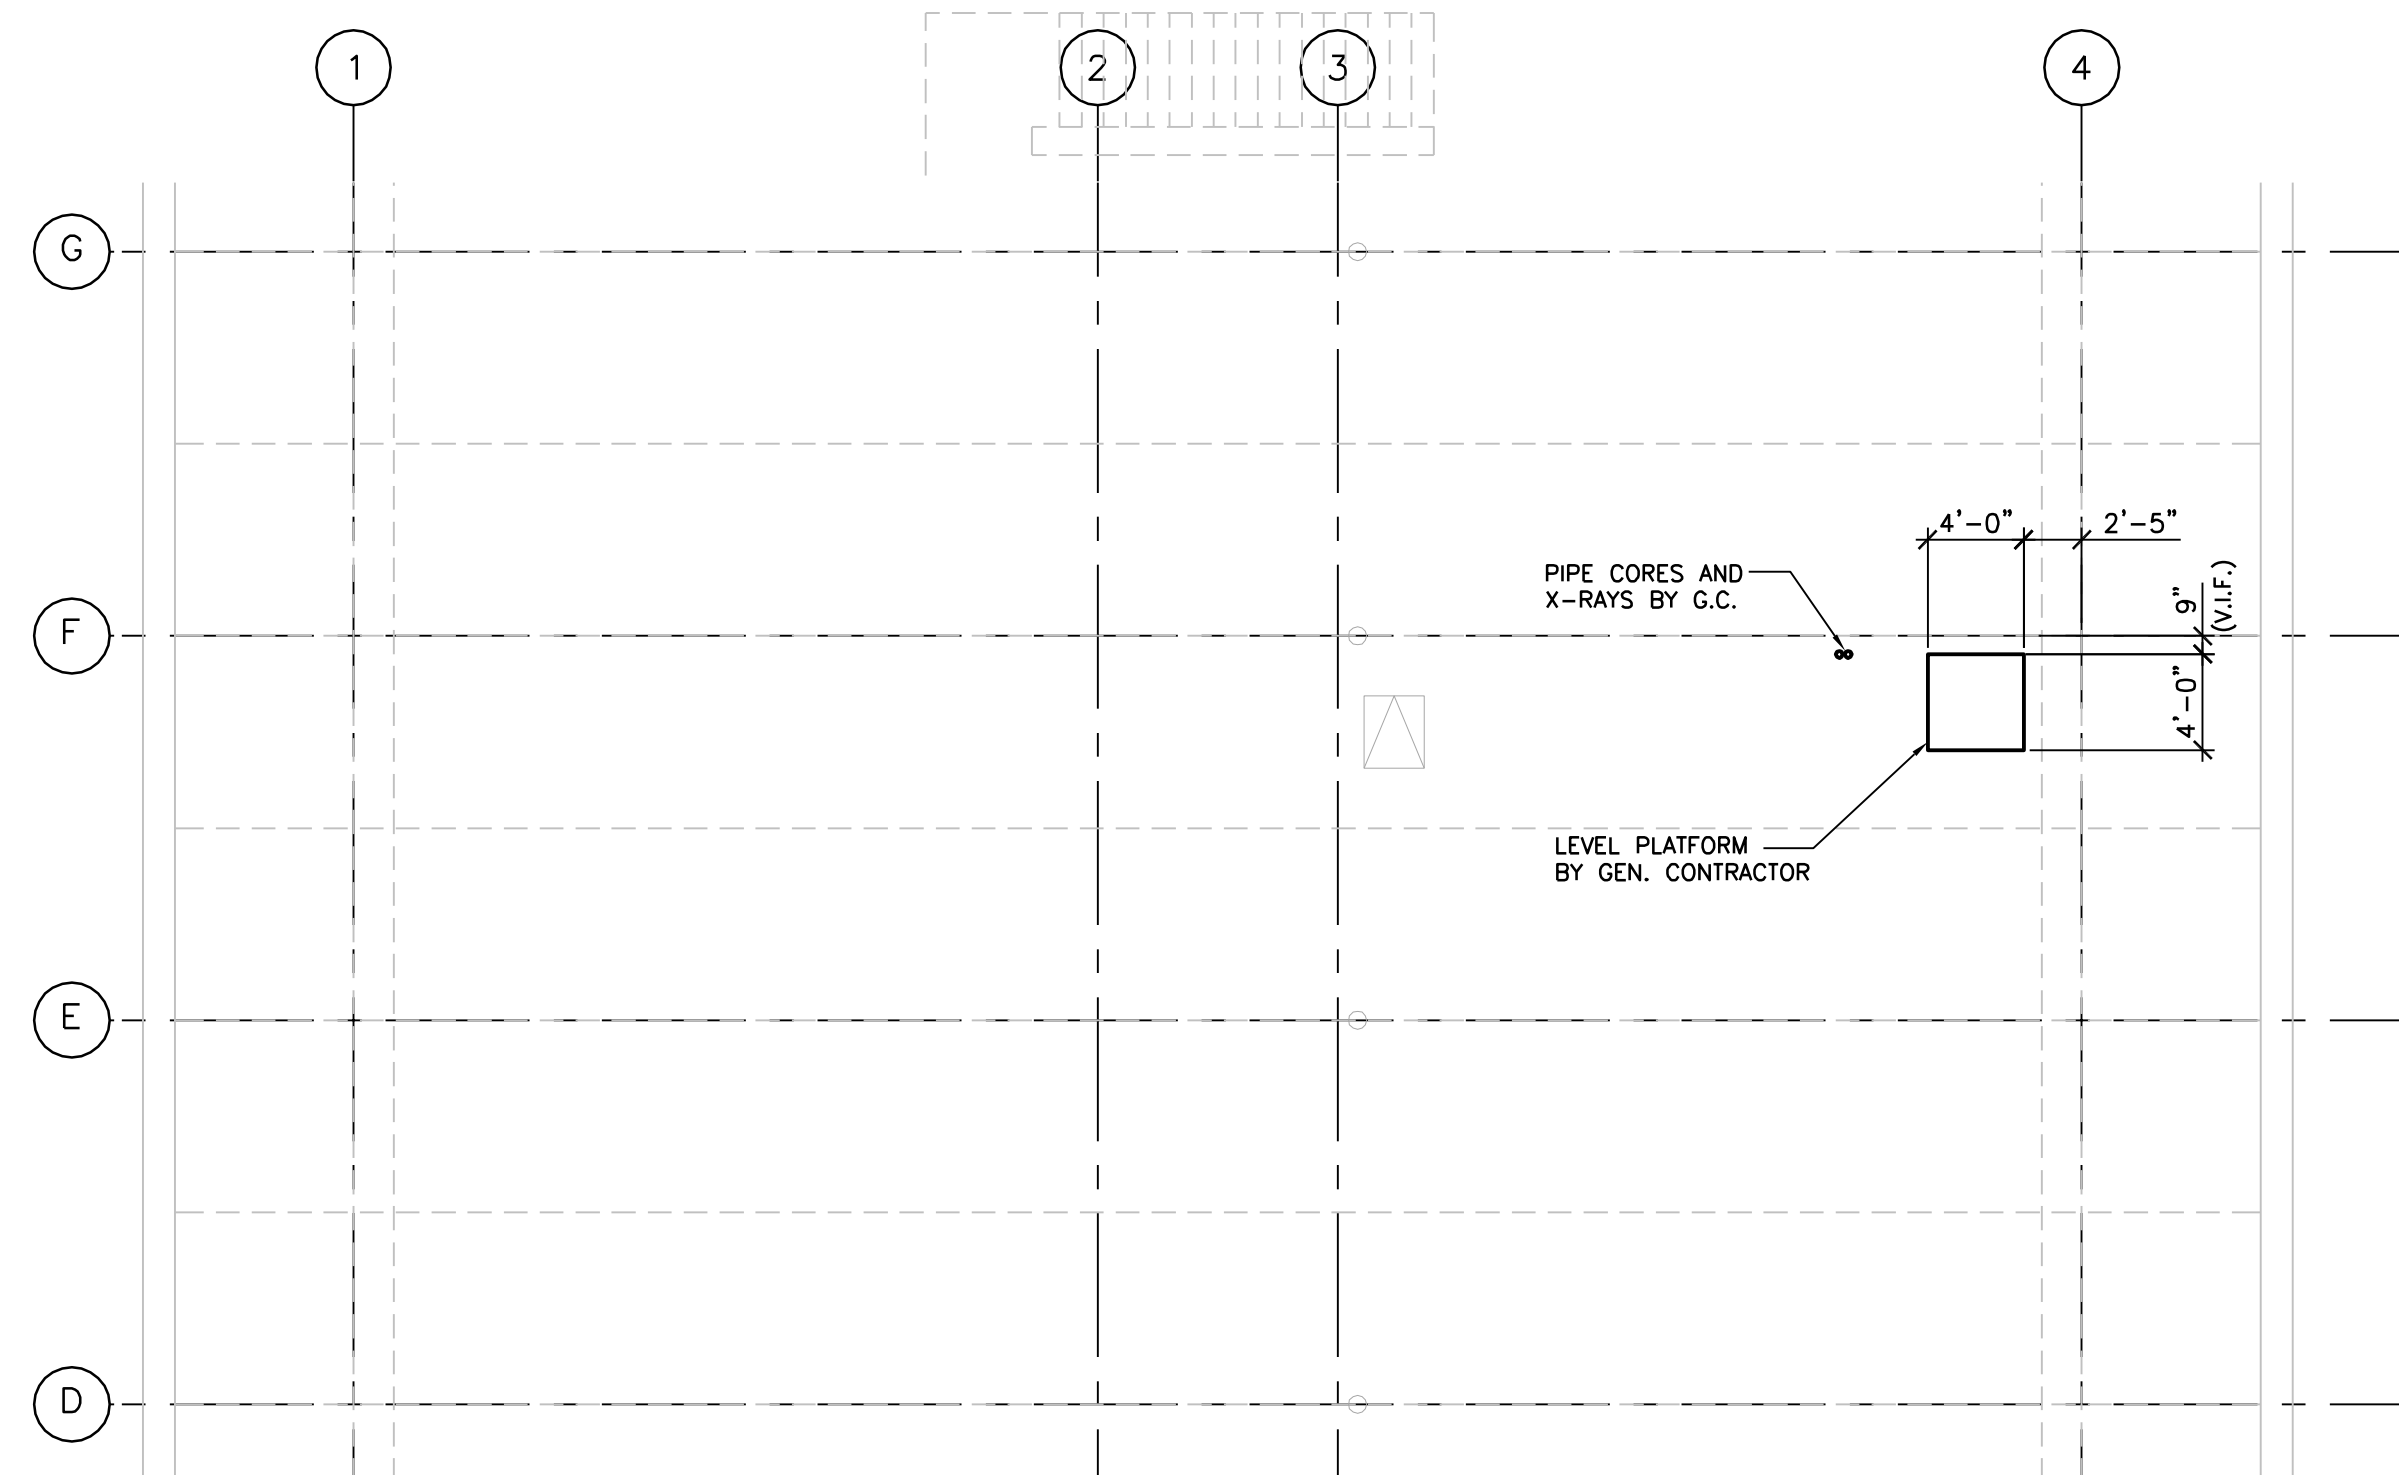 1
2
3
4
G
4'-0"
2'-5"
PIPE CORES AND
X-RAYS BY G.C.
9"
(V.I.F.)
F
4'-0"
LEVEL PLATFORM
BY GEN. CONTRACTOR
E
D